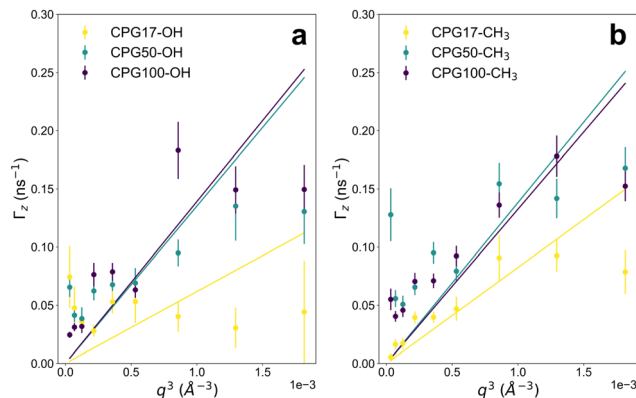 a
CPG17-OH
CPG50-OH
CPG100-OH
0.30
0.25
0.20
0.15
0.10
0.05
0.00
Γz (ns⁻¹)
0.0
0.5
1.0
1.5
1e−3
q³ (Å⁻³)
b
CPG17-CH₃
CPG50-CH₃
CPG100-CH₃
0.30
0.25
0.20
0.15
0.10
0.05
0.00
Γz (ns⁻¹)
0.0
0.5
1.0
1.5
1e−3
q³ (Å⁻³)